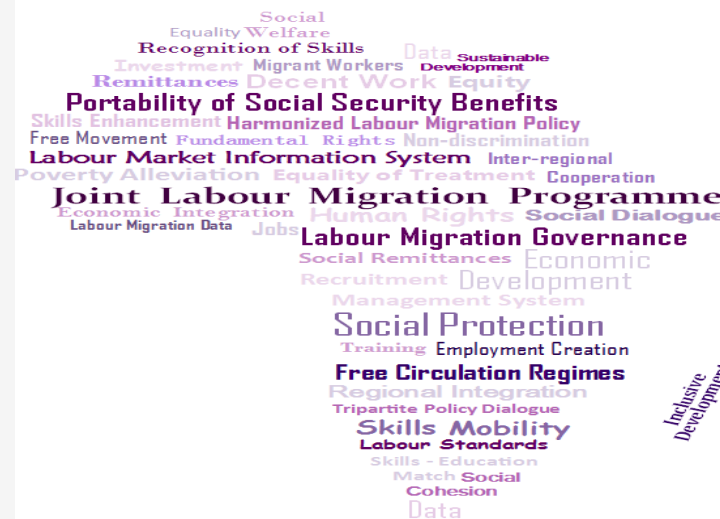 Social
Equality Welfare
Recognition of Skills Data Sustainable
Investment Migrant Workers Development
Remittances Decent Work Equity
Portability of Social Security Benefits
Skills Enhancement Harmonized Labour Migration Policy
Free Movement Fundamental Rights Non-discrimination
Labour Market Information System Inter-regional
Poverty Alleviation Equality of Treatment Cooperation
Joint Labour Migration Programme
Economic Integration Human Rights Social Dialogue
Labour Migration Data Jobs Labour Migration Governance
Social Remittances Economic
Recruitment Development
Management System
Social Protection
Training Employment Creation
Free Circulation Regimes
Regional Integration
Tripartite Policy Dialogue
Skills Mobility
Labour Standards
Skills - Education
Match Social
Cohesion
Data
Inclusive
Development